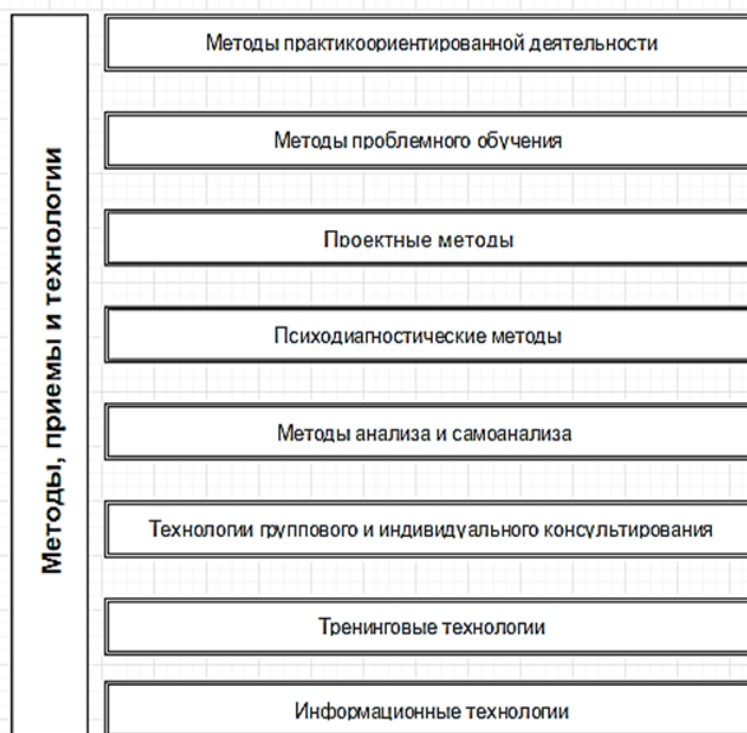 Методы, приемы и технологии
Методы практикоориентированной деятельности
Методы проблемного обучения
Проектные методы
Психодиагностические методы
Методы анализа и самоанализа
Технологии группового и индивидуального консультирования
Тренинговые технологии
Информационные технологии